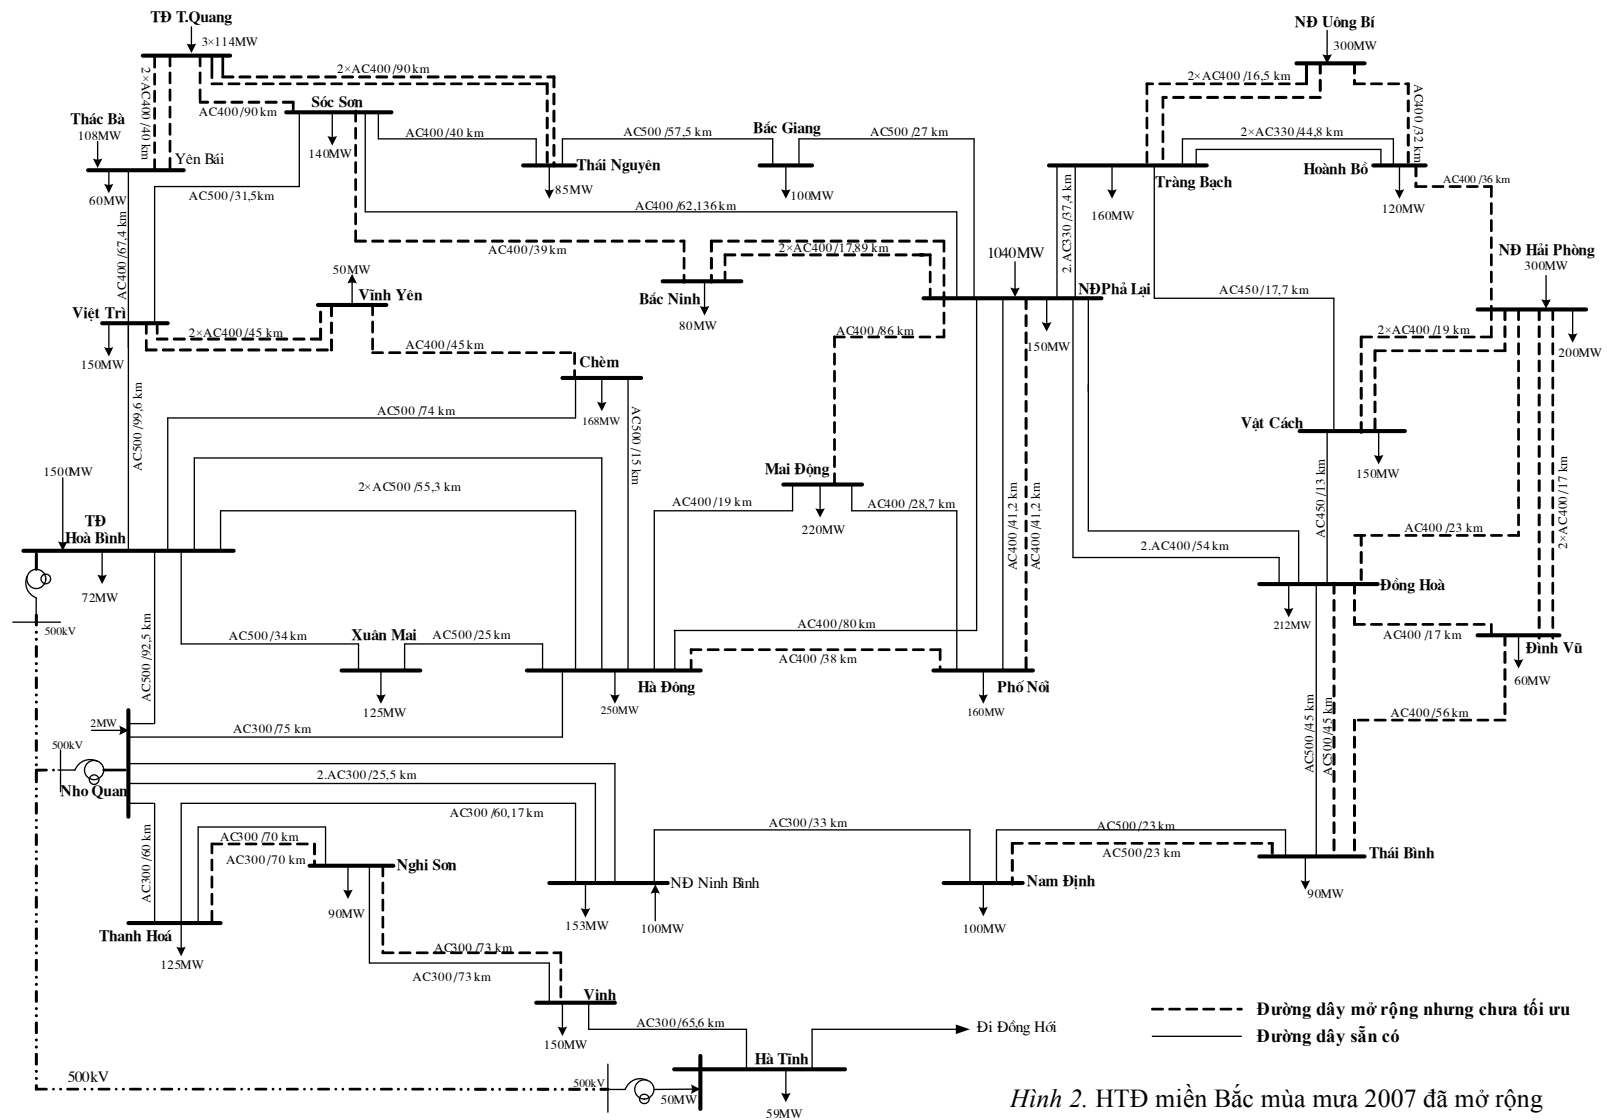 TĐ T.Quang
3×114MW
2×AC400/90 km
2×AC400/40 km
AC400/90 km
Sóc Sơn
140MW
AC400/40 km
AC500/57,5 km
Bắc Giang
100MW
AC500/27 km
Thái Nguyên
85MW
Thác Bà
108MW
Yên Bái
60MW
AC500/31,5km
AC400/67,4 km
AC400/62,136 km
AC400/39 km
2×AC400/17,89 km
Bắc Ninh
80MW
NĐ Uông Bí
300MW
2×AC400/16,5 km
AC400/32 km
2×AC330/44,8 km
Hoành Bồ
120MW
AC400/36 km
Tràng Bạch
160MW
2.AC330/37,4 km
1040MW
NĐPhả Lại
150MW
AC450/17,7 km
NĐ Hải Phòng
300MW
200MW
2×AC400/19 km
Việt Trì
150MW
50MW
Vĩnh Yên
2×AC400/45 km
AC400/45 km
Chèm
168MW
AC500/74 km
AC500/15 km
AC500/99,6 km
AC400/86 km
Vật Cách
150MW
AC450/13 km
AC400/23 km
2×AC400/17 km
1500MW
TĐ
Hoà Bình
72MW
2×AC500/55,3 km
Mai Động
220MW
AC400/19 km
AC400/28,7 km
AC400/41,2 km
AC400/41,2 km
2.AC400/54 km
Đồng Hoà
212MW
AC400/17 km
Đình Vũ
60MW
AC400/56km
500kV
AC500/92,5 km
AC500/34 km
Xuân Mai
125MW
AC500/25 km
AC400/80 km
AC400/38 km
Hà Đông
250MW
Phố Nối
160MW
AC500/45 km
AC500/45 km
2MW
500kV
Nho Quan
AC300/75 km
2.AC300/25,5 km
AC300/60,17 km
AC300/60 km
AC300/70 km
AC300/70 km
Nghi Sơn
90MW
AC300/33 km
AC500/23 km
AC500/23 km
Thái Bình
90MW
NĐ Ninh Bình
153MW
100MW
Nam Định
100MW
Thanh Hoá
125MW
AC300/73 km
AC300/73 km
Vinh
150MW
AC300/65,6 km
Đi Đồng Hới
Hà Tĩnh
59MW
500kV
500kV
50MW
Đường dây mở rộng nhưng chưa tối ưu
Đường dây sẵn có
Hình 2. HTĐ miền Bắc mùa mưa 2007 đã mở rộng